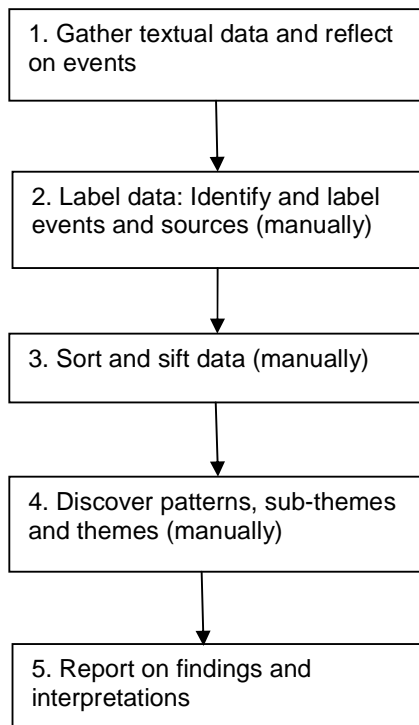 1. Gather textual data and reflect
on events
2. Label data: Identify and label
events and sources (manually)
3. Sort and sift data (manually)
4. Discover patterns, sub-themes
and themes (manually)
5. Report on findings and
interpretations